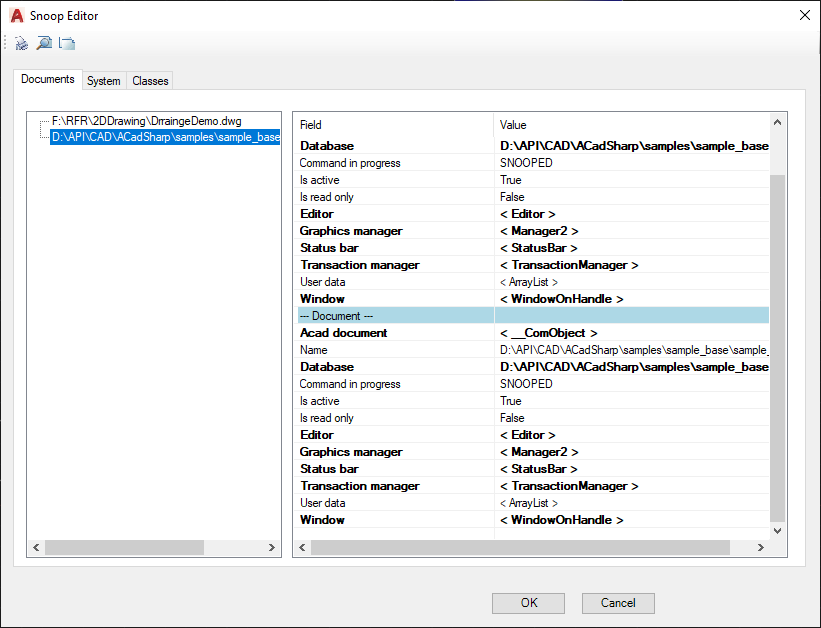 Snoop Editor
Documents System Classes
F:\RFR\2DDrawing\DrraingeDemo.dwg
D:\API\CAD\ACadSharp\samples\sample_base
Field Value
Database D:\API\CAD\ACadSharp\samples\sample_base
Command in progress SNOOPED
Is active True
Is read only False
Editor < Editor >
Graphics manager < Manager2 >
Status bar < StatusBar >
Transaction manager < TransactionManager >
User data < ArrayList >
Window < WindowOnHandle >
--- Document ---
Acad document < __ComObject >
Name D:\API\CAD\ACadSharp\samples\sample_base\sample_
Database D:\API\CAD\ACadSharp\samples\sample_base
Command in progress SNOOPED
Is active True
Is read only False
Editor < Editor >
Graphics manager < Manager2 >
Status bar < StatusBar >
Transaction manager < TransactionManager >
User data < ArrayList >
Window < WindowOnHandle >
OK Cancel